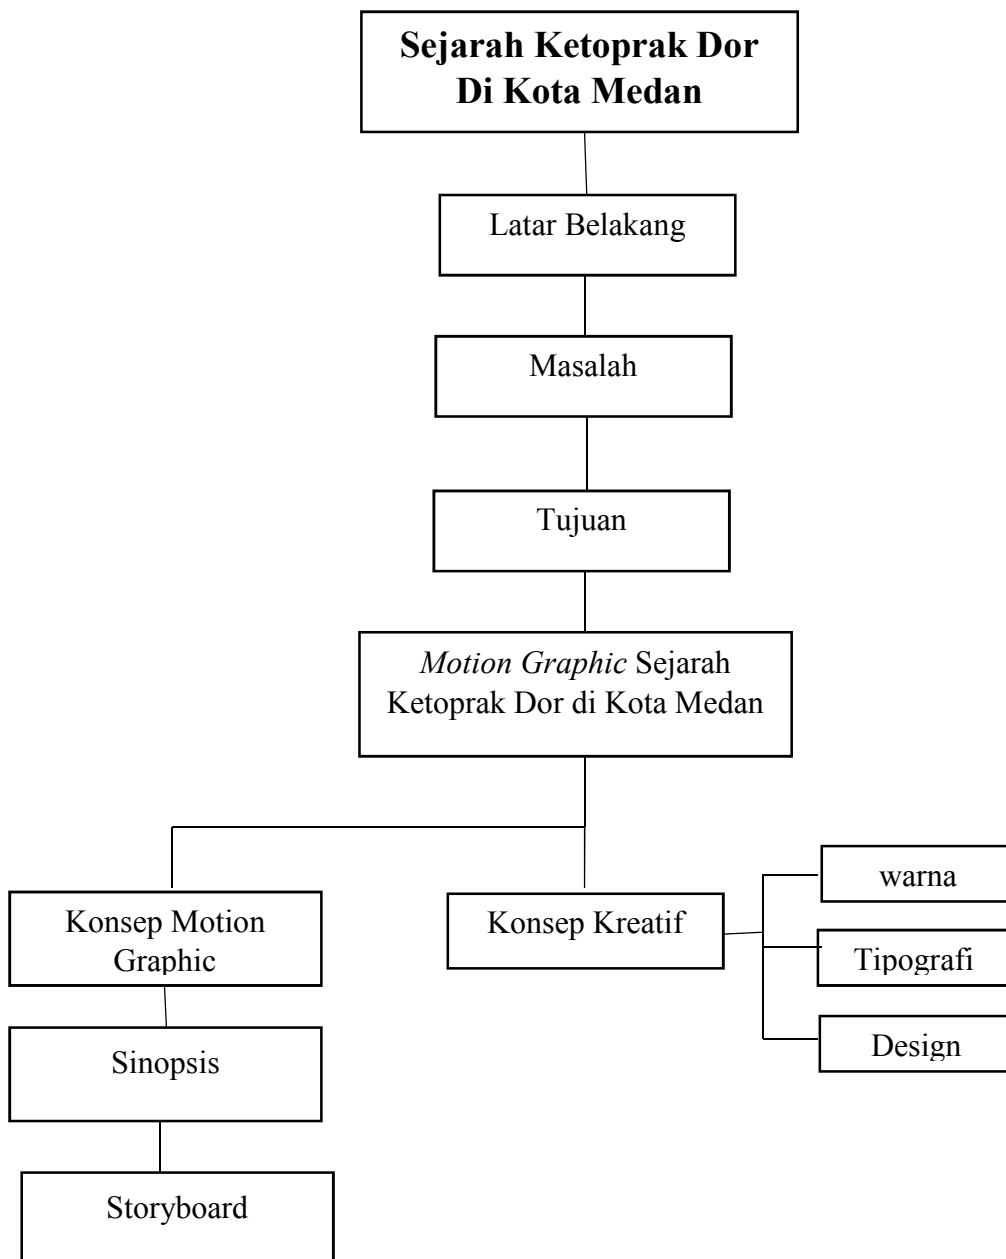 Sejarah Ketoprak Dor
Di Kota Medan
Latar Belakang
Masalah
Tujuan
Motion Graphic Sejarah
Ketoprak Dor di Kota Medan
Konsep Motion
Graphic
Sinopsis
Storyboard
Konsep Kreatif
warna
Tipografi
Design